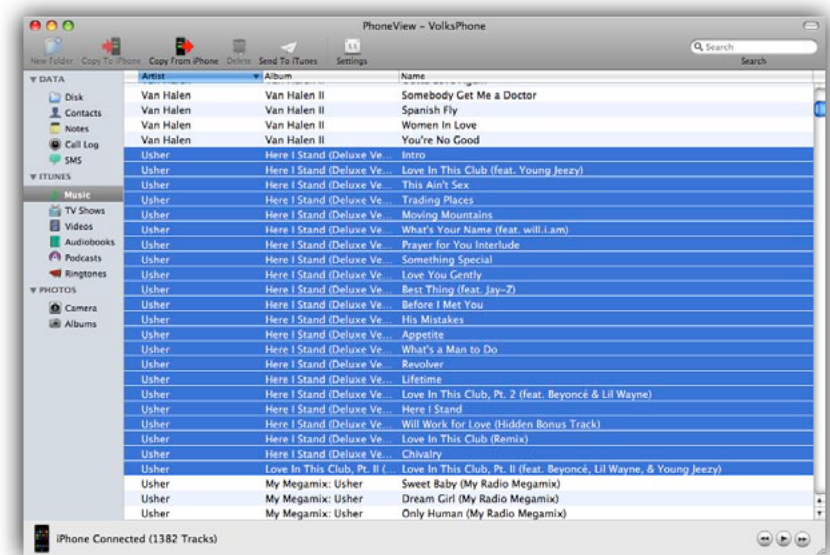 PhoneView – VolksPhone
New Folder Copy To iPhone Copy From iPhone Delete Send To iTunes Settings
Search
Search
Artist Album Name
▼ DATA
Disk
Contacts
Notes
Call Log
SMS
▼ ITUNES
Music
TV Shows
Videos
Audiobooks
Podcasts
Ringtones
▼ PHOTOS
Camera
Albums
Van Halen Van Halen II Somebody Get Me a Doctor
Van Halen Van Halen II Spanish Fly
Van Halen Van Halen II Women In Love
Van Halen Van Halen II You're No Good
Usher Here I Stand (Deluxe Ve... Intro
Usher Here I Stand (Deluxe Ve... Love In This Club (feat. Young Jeezy)
Usher Here I Stand (Deluxe Ve... This Ain't Sex
Usher Here I Stand (Deluxe Ve... Trading Places
Usher Here I Stand (Deluxe Ve... Moving Mountains
Usher Here I Stand (Deluxe Ve... What's Your Name (feat. will.i.am)
Usher Here I Stand (Deluxe Ve... Prayer for You Interlude
Usher Here I Stand (Deluxe Ve... Something Special
Usher Here I Stand (Deluxe Ve... Love You Gently
Usher Here I Stand (Deluxe Ve... Best Thing (feat. Jay-Z)
Usher Here I Stand (Deluxe Ve... Before I Met You
Usher Here I Stand (Deluxe Ve... His Mistakes
Usher Here I Stand (Deluxe Ve... Appetite
Usher Here I Stand (Deluxe Ve... What's a Man to Do
Usher Here I Stand (Deluxe Ve... Revolver
Usher Here I Stand (Deluxe Ve... Lifetime
Usher Here I Stand (Deluxe Ve... Love In This Club, Pt. 2 (feat. Beyoncé & Lil Wayne)
Usher Here I Stand (Deluxe Ve... Here I Stand
Usher Here I Stand (Deluxe Ve... Will Work for Love (Hidden Bonus Track)
Usher Here I Stand (Deluxe Ve... Love In This Club (Remix)
Usher Here I Stand (Deluxe Ve... Chivalry
Usher Love In This Club, Pt. II (... Love In This Club, Pt. II (feat. Beyoncé, Lil Wayne, & Young Jeezy)
Usher My Megamix: Usher Sweet Baby (My Radio Megamix)
Usher My Megamix: Usher Dream Girl (My Radio Megamix)
Usher My Megamix: Usher Only Human (My Radio Megamix)
iPhone Connected (1382 Tracks)